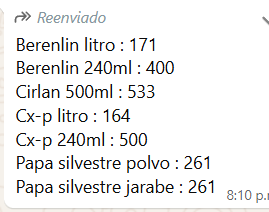 Reenviado
Berenlin litro : 171
Berenlin 240ml : 400
Cirlan 500ml : 533
Cx-p litro : 164
Cx-p 240ml : 500
Papa silvestre polvo : 261
Papa silvestre jarabe : 261
8:10 p.